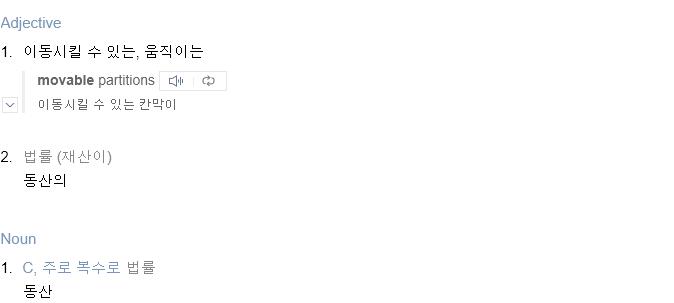 Adjective
1. 이동시킬 수 있는, 움직이는
movable partitions
이동시킬 수 있는 칸막이
2. 법률 (재산이)
동산의
Noun
1. C, 주로 복수로 법률
동산